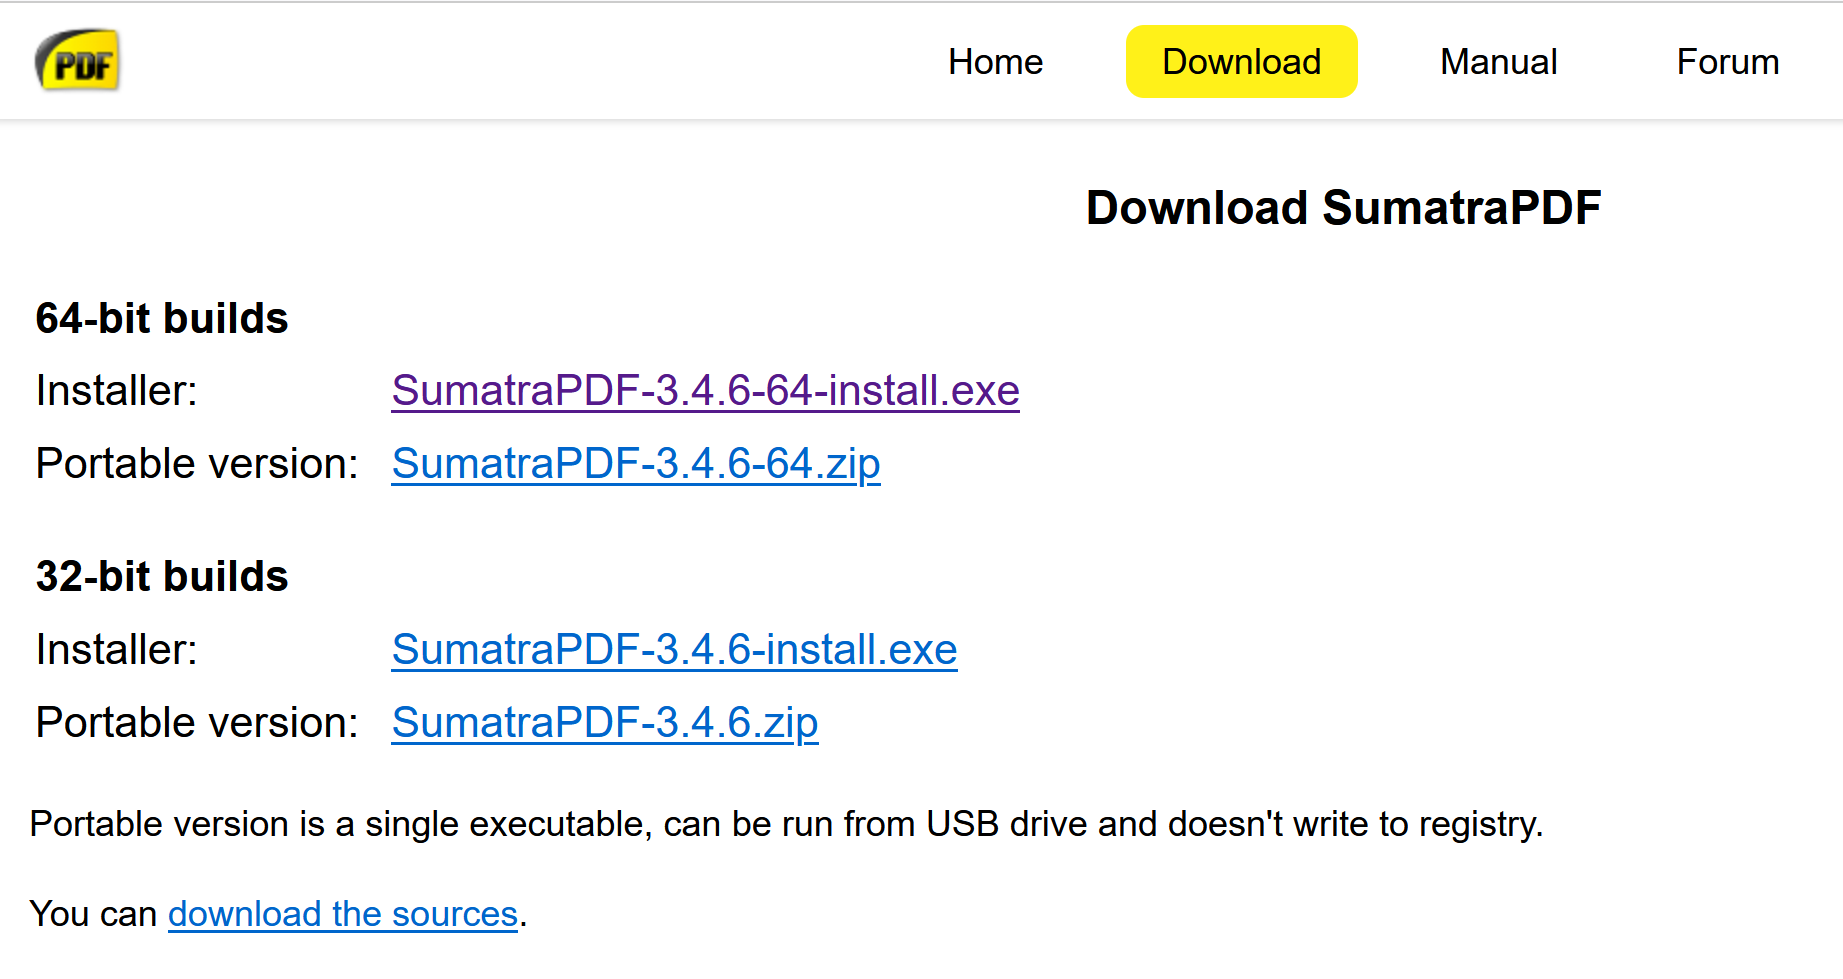 PDF
Home Download Manual Forum
Download SumatraPDF
64-bit builds
Installer: SumatraPDF-3.4.6-64-install.exe
Portable version: SumatraPDF-3.4.6-64.zip
32-bit builds
Installer: SumatraPDF-3.4.6-install.exe
Portable version: SumatraPDF-3.4.6.zip
Portable version is a single executable, can be run from USB drive and doesn't write to registry.
You can download the sources.